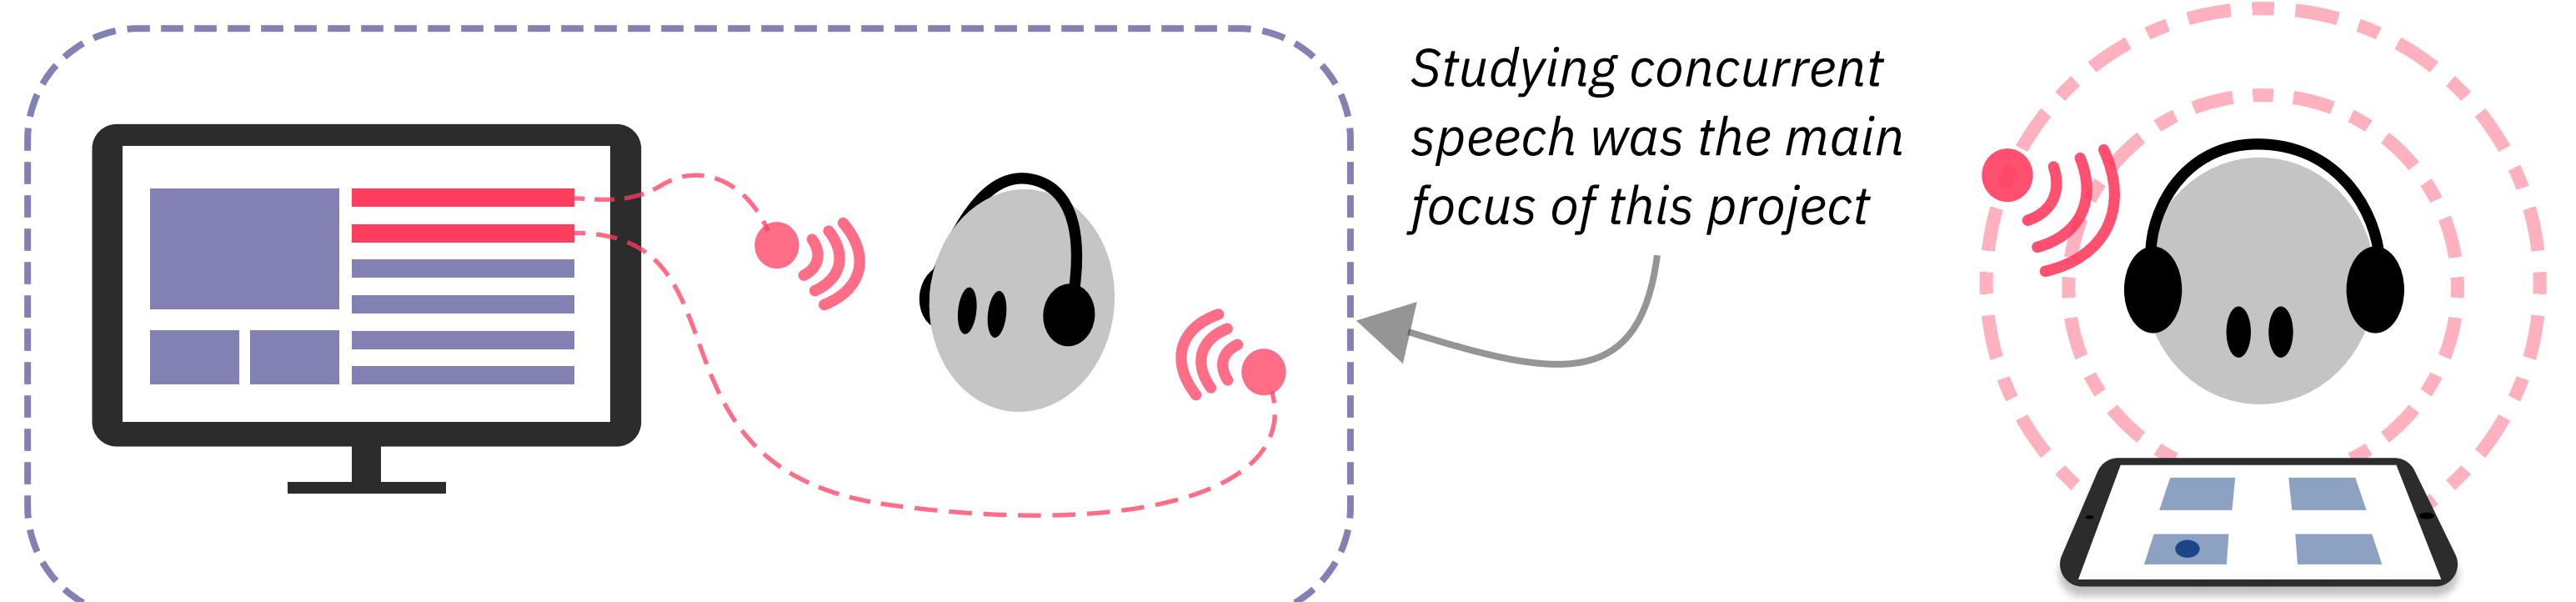 Studying concurrent
speech was the main
focus of this project